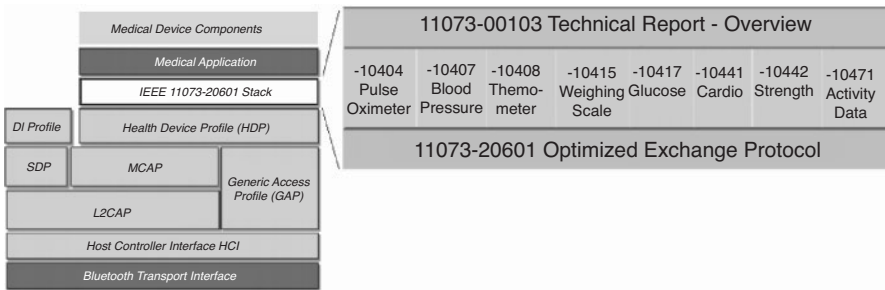 Medical Device Components
Medical Application
IEEE 11073-20601 Stack
DI Profile
Health Device Profile (HDP)
SDP
MCAP
Generic Access
Profile (GAP)
L2CAP
Host Controller Interface HCI
Bluetooth Transport Interface
11073-00103 Technical Report - Overview
-10404
Pulse
Oximeter
-10407
Blood
Pressure
-10408
Themo-
meter
-10415
Weighing
Scale
-10417
Glucose
-10441
Cardio
-10442
Strength
-10471
Activity
Data
11073-20601 Optimized Exchange Protocol